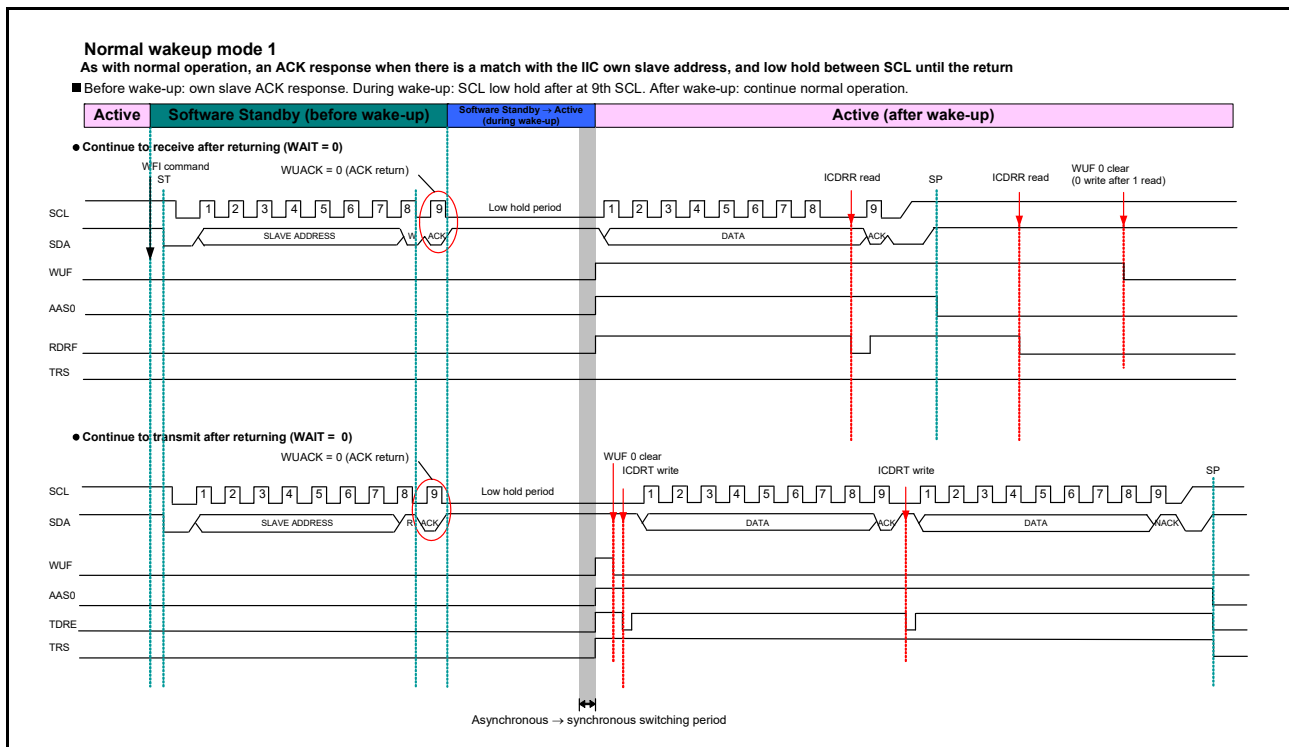 Normal wakeup mode 1
As with normal operation, an ACK response when there is a match with the IIC own slave address, and low hold between SCL until the return
■ Before wake-up: own slave ACK response. During wake-up: SCL low hold after at 9th SCL. After wake-up: continue normal operation.
Active
Software Standby (before wake-up)
Software Standby → Active
(during wake-up)
Active (after wake-up)
● Continue to receive after returning (WAIT = 0)
WFI command
ST
WUACK = 0 (ACK return)
ICDRR read
SP
ICDRR read
WUF 0 clear
(0 write after 1 read)
SCL
1 2 3 4 5 6 7 8 9
Low hold period
1 2 3 4 5 6 7 8 9
SDA
SLAVE ADDRESS
W
ACK
DATA
ACK
WUF
AAS0
RDRF
TRS
● Continue to transmit after returning (WAIT = 0)
WUACK = 0 (ACK return)
WUF 0 clear
ICDRT write
ICDRT write
SP
SCL
1 2 3 4 5 6 7 8 9
Low hold period
1 2 3 4 5 6 7 8 9
1 2 3 4 5 6 7 8 9
SDA
SLAVE ADDRESS
R
ACK
DATA
ACK
DATA
NACK
WUF
AAS0
TDRE
TRS
Asynchronous → synchronous switching period